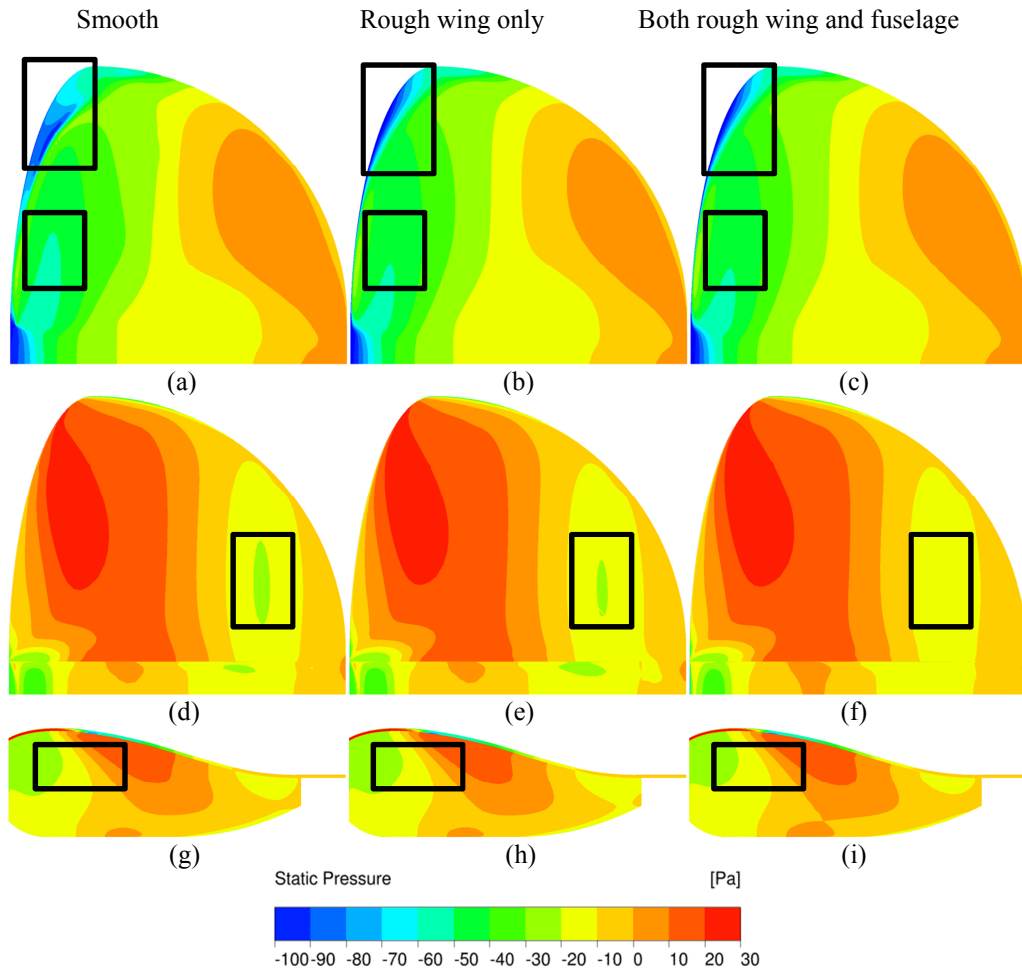 Smooth Rough wing only Both rough wing and fuselage
(a) (b) (c)
(d) (e) (f)
(g) (h) (i)
Static Pressure [Pa]
-100 -90 -80 -70 -60 -50 -40 -30 -20 -10 0 10 20 30